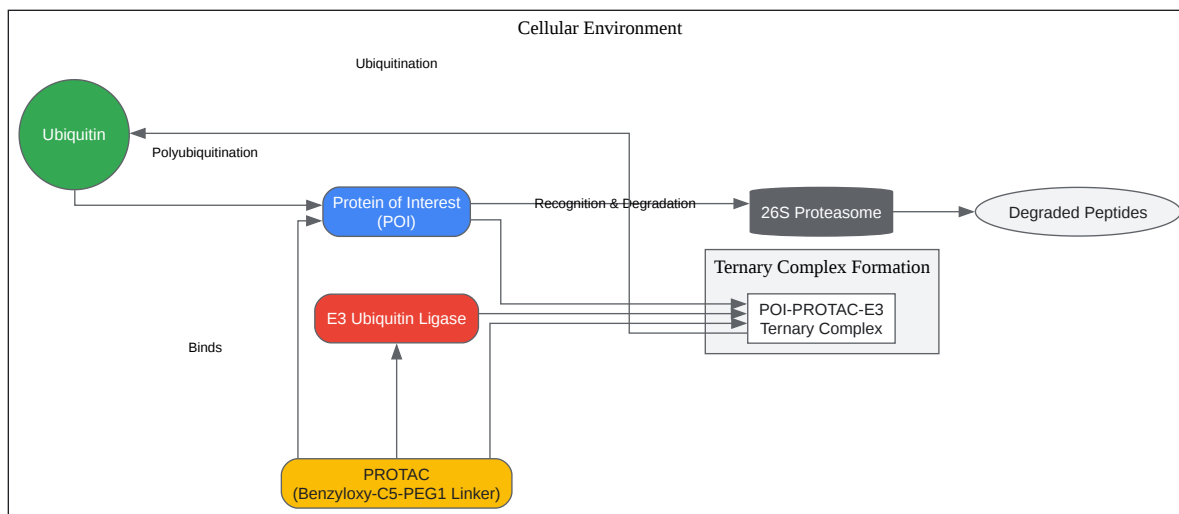 Cellular Environment
Ubiquitination
Ubiquitin
Polyubiquitination
Protein of Interest
(POI)
Recognition & Degradation
26S Proteasome
Degraded Peptides
Ternary Complex Formation
POI-PROTAC-E3
Ternary Complex
E3 Ubiquitin Ligase
Binds
PROTAC
(Benzyloxy-C5-PEG1 Linker)